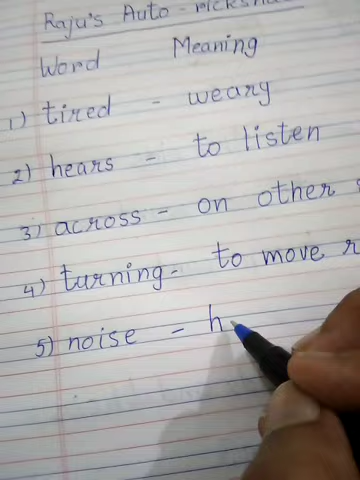 Raju's Auto-ricksha
Word Meaning
1) tired - weary
2) hears - to listen
3) across - on other
4) turning - to move
5) noise - h